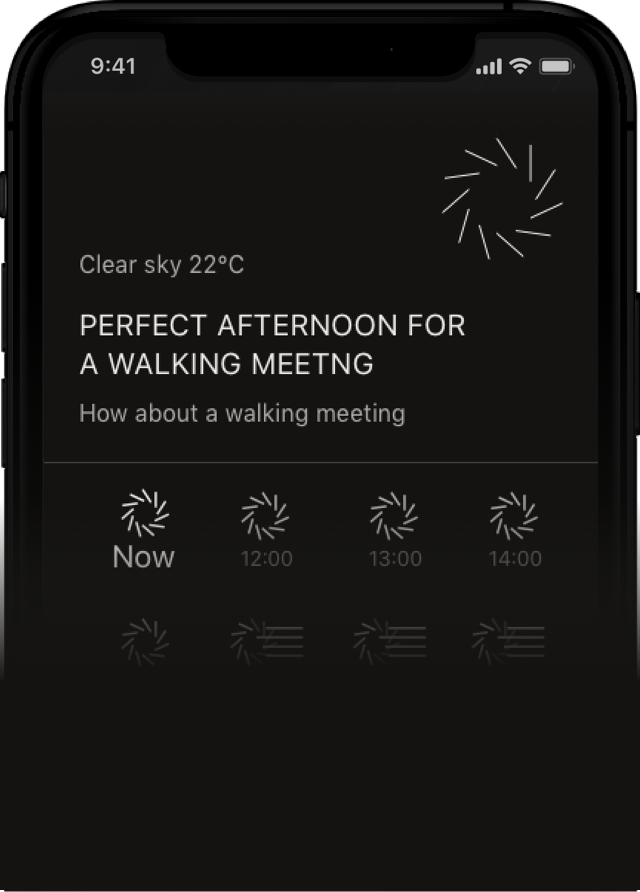 9:41
Clear sky 22°C
PERFECT AFTERNOON FOR
A WALKING MEETNG
How about a walking meeting
Now 12:00 13:00 14:00